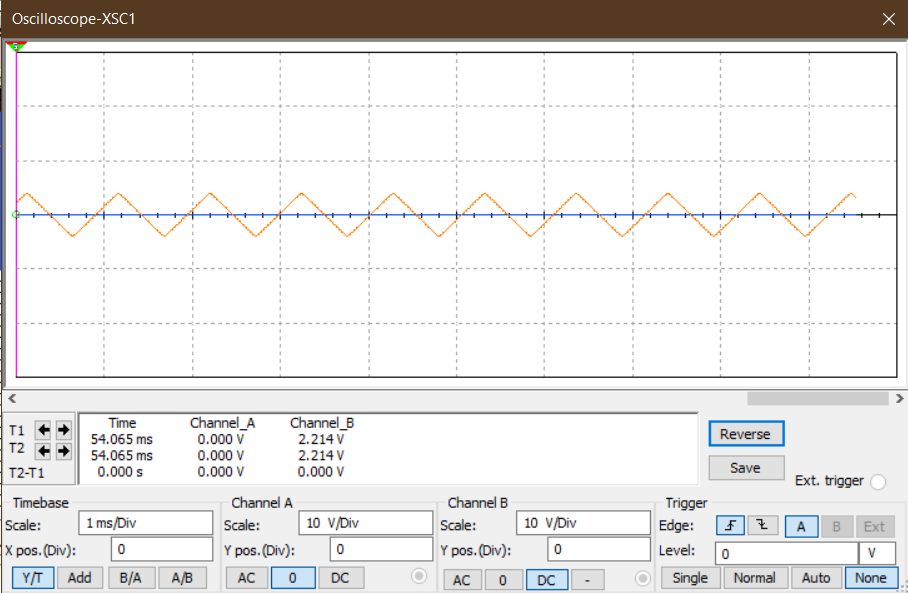 Oscilloscope-XSC1
T1
T2
T2-T1
Time Channel_A Channel_B
54.065 ms 0.000 V 2.214 V
54.065 ms 0.000 V 2.214 V
0.000 s 0.000 V 0.000 V
Reverse
Save
Ext. trigger
Timebase
Scale: 1 ms/Div
X pos.(Div): 0
Y/T Add B/A A/B
Channel A
Scale: 10 V/Div
Y pos.(Div): 0
AC 0 DC
Channel B
Scale: 10 V/Div
Y pos.(Div): 0
AC 0 DC -
Trigger
Edge: A B Ext
Level: 0 V
Single Normal Auto None